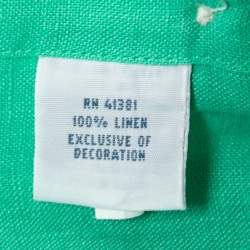 RN 41381
100% LINEN
EXCLUSIVE OF
DECORATION